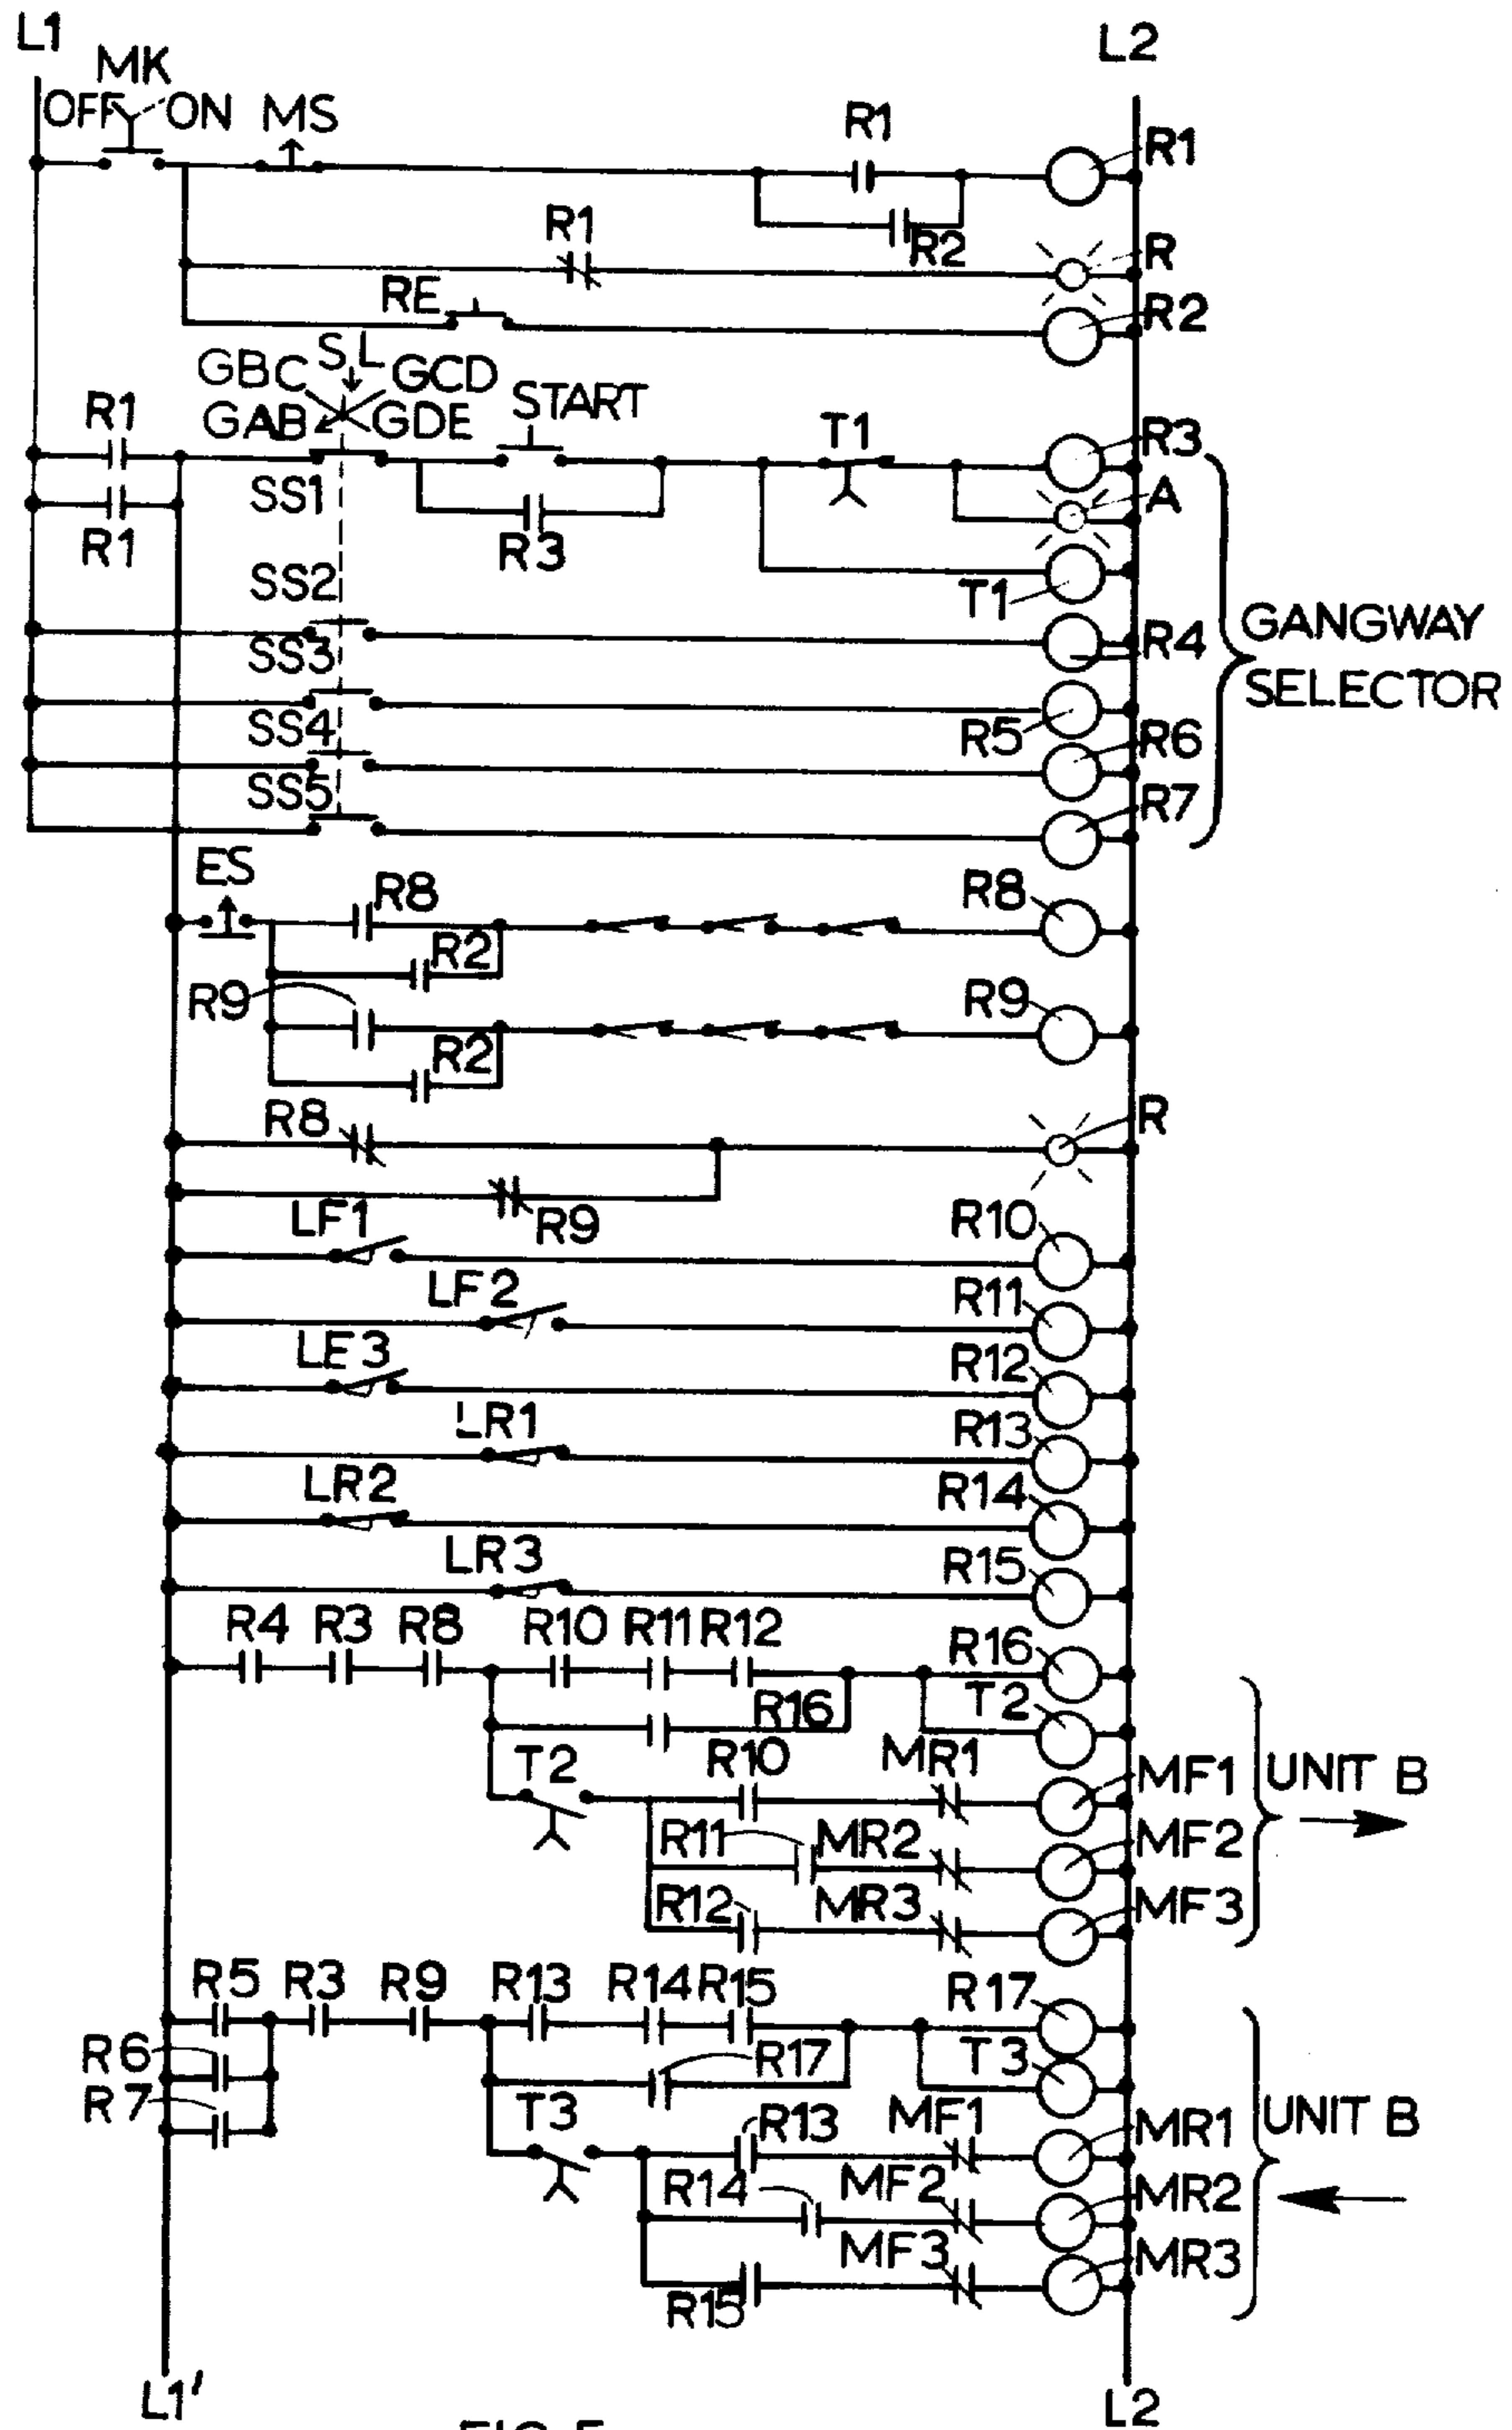 L1
L2
MK
OFF ON MS
R1
R1
R2
R1
R
RE
R2
GBC SL GCD
GAB GDE START
R1
T1
R3
SS1
A
R1
R3
SS2
T1
GANGWAY
SELECTOR
R4
SS3
R5
SS4
R6
SS5
R7
ES
R8
R8
R2
R9
R9
R2
R8
R
R9
LF1
R10
LF2
R11
LE3
R12
LR1
R13
LR2
R14
LR3
R15
R4 R3 R8 R10 R11 R12
R16
R16
T2
T2
R10
MR1
MF1
UNIT B
R11
MR2
MF2
R12
MR3
MF3
R5 R3 R9 R13 R14 R15
R17
R6
R17
T3
R7
T3
R13
MF1
MR1
UNIT B
R14
MF2
MR2
MF3
MR3
R15
L1'
L2